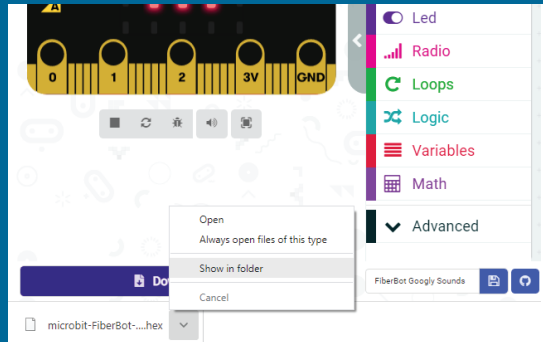 A
0 1 2 3V GND
Led
Radio
Loops
Logic
Variables
Math
Advanced
Open
Always open files of this type
Show in folder
Cancel
FiberBot Googly Sounds
microbit-FiberBot-....hex